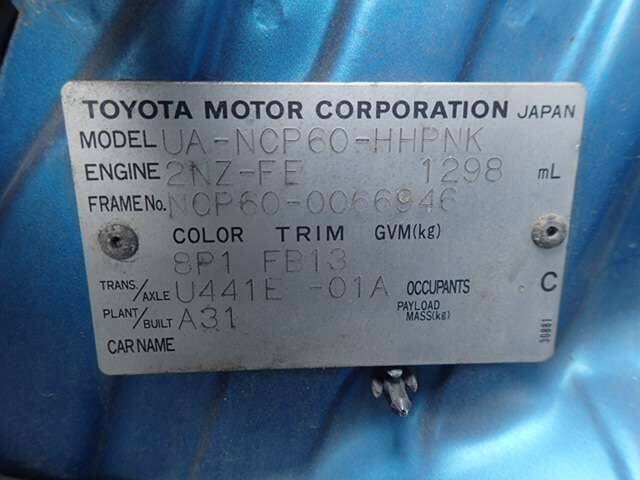 TOYOTA MOTOR CORPORATION JAPAN
MODEL UA-NCP60-HHPNK
ENGINE 2NZ-FE 1298 mL
FRAME No. NCP60-0066946
COLOR TRIM GVM(kg)
8P1 FB13
TRANS./AXLE U441E -01A OCCUPANTS C
PLANT/BUILT A31 PAYLOAD MASS(kg) 30881
CAR NAME